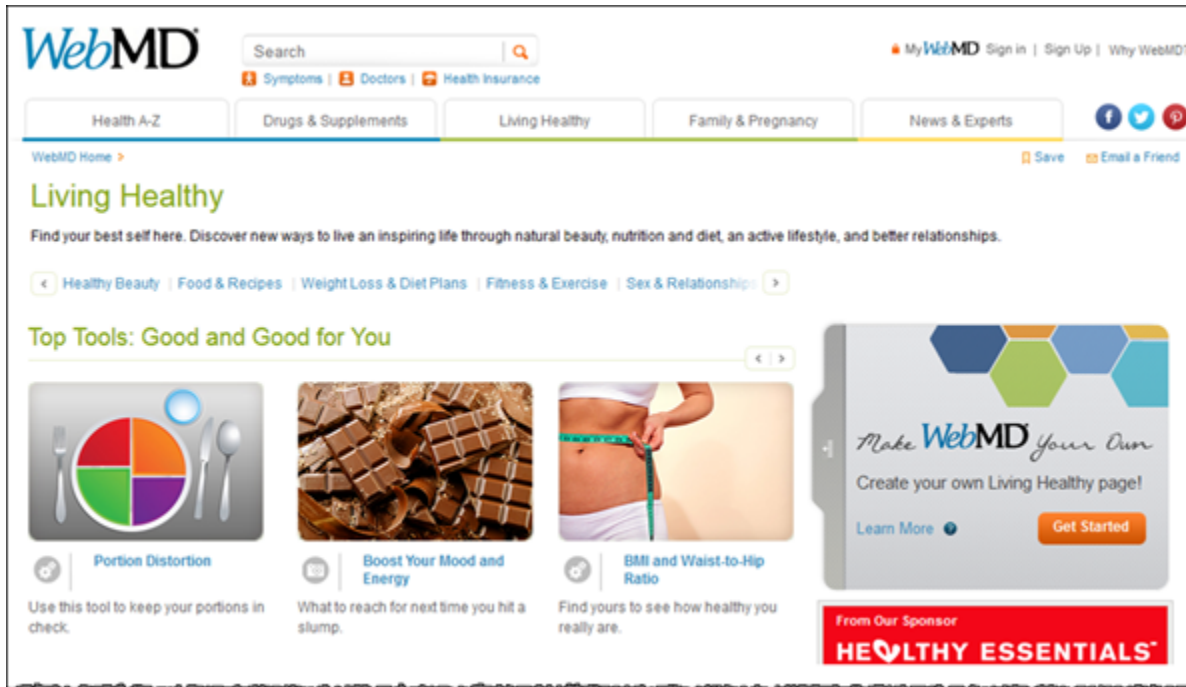 WebMD
Search
Symptoms | Doctors | Health Insurance
My WebMD Sign in | Sign Up | Why WebMD?
Health A-Z
Drugs & Supplements
Living Healthy
Family & Pregnancy
News & Experts
WebMD Home >
Save
Email a Friend
Living Healthy
Find your best self here. Discover new ways to live an inspiring life through natural beauty, nutrition and diet, an active lifestyle, and better relationships.
Healthy Beauty | Food & Recipes | Weight Loss & Diet Plans | Fitness & Exercise | Sex & Relationships
Top Tools: Good and Good for You
Portion Distortion
Use this tool to keep your portions in
check.
Boost Your Mood and
Energy
What to reach for next time you hit a
slump.
BMI and Waist-to-Hip
Ratio
Find yours to see how healthy you
really are.
Make WebMD Your Own
Create your own Living Healthy page!
Learn More
Get Started
From Our Sponsor
HEALTHY ESSENTIALS